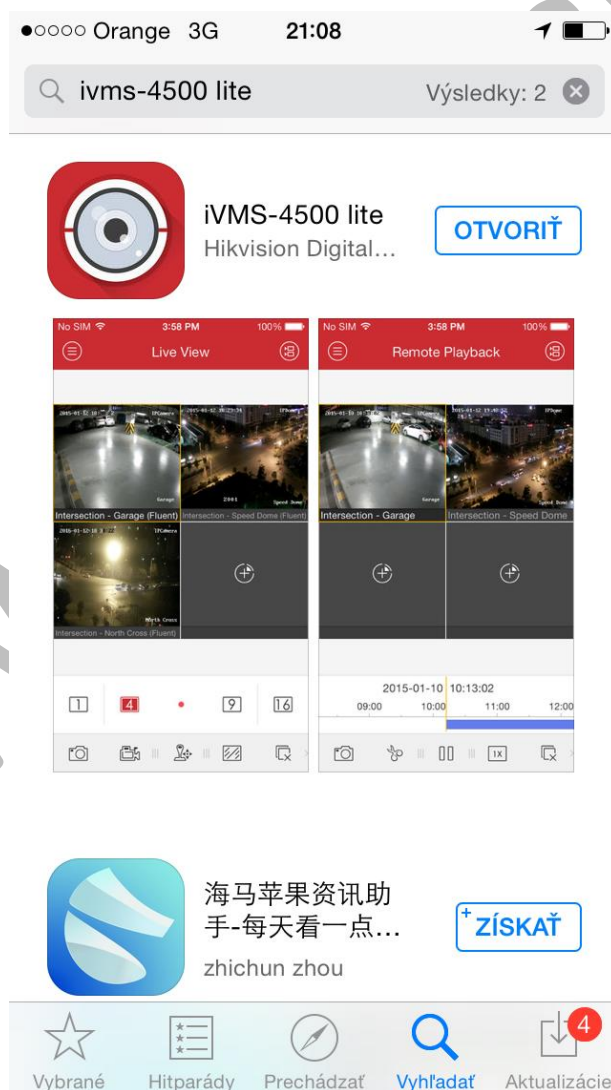 Orange 3G 21:08
ivms-4500 lite Výsledky: 2
iVMS-4500 lite
Hikvision Digital...
OTVORIŤ
No SIM 3:58 PM 100%
Live View
Intersection - Garage (Fluent)
Intersection - Speed Dome (Fluent)
Intersection - North Cross (Fluent)
1 4 9 16
No SIM 3:58 PM 100%
Remote Playback
Intersection - Garage
Intersection - Speed Dome
2015-01-10 10:13:02
09:00 10:00 11:00 12:00
1X
海马苹果资讯助
手-每天看一点...
zhichun zhou
+ZÍSKAŤ
4
Vybrané Hitparády Prechádzať Vyhľadať Aktualizácie